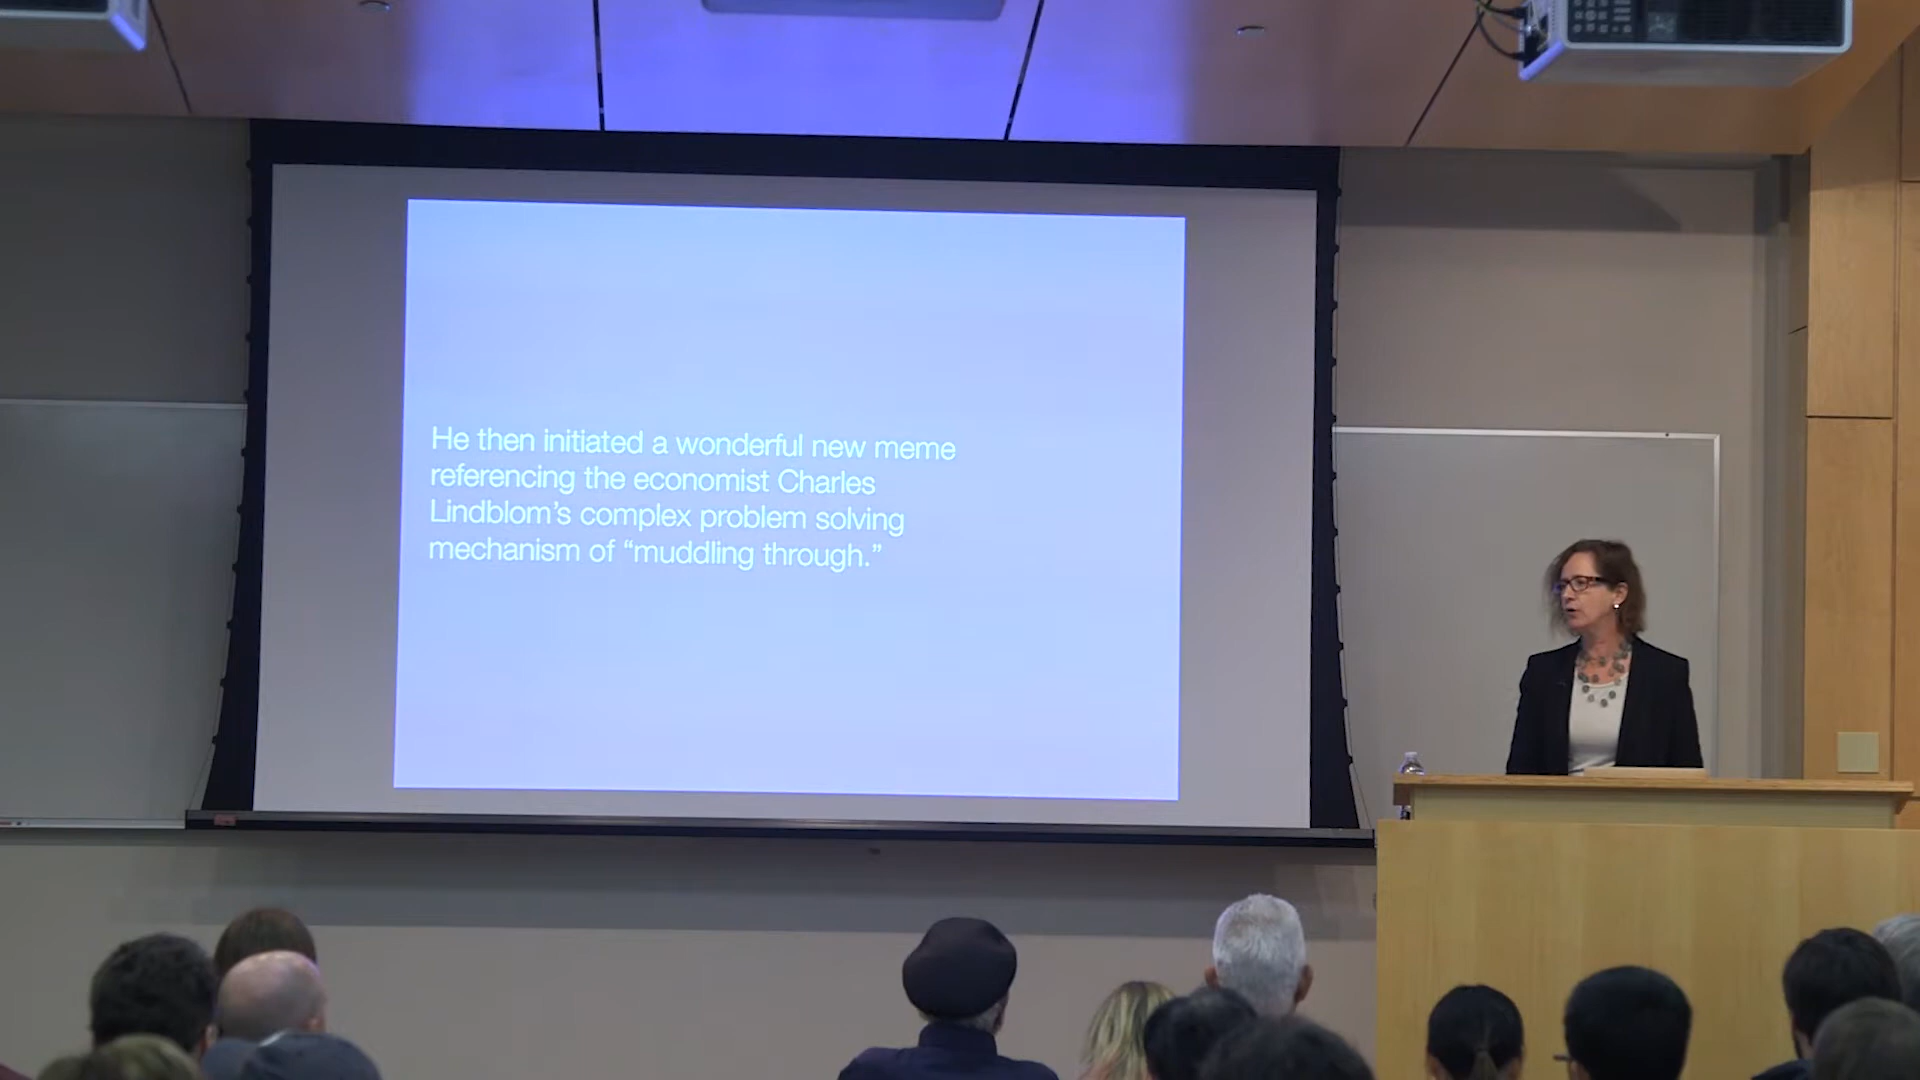 He then initiated a wonderful new meme
referencing the economist Charles
Lindblom’s complex problem solving
mechanism of “muddling through.”